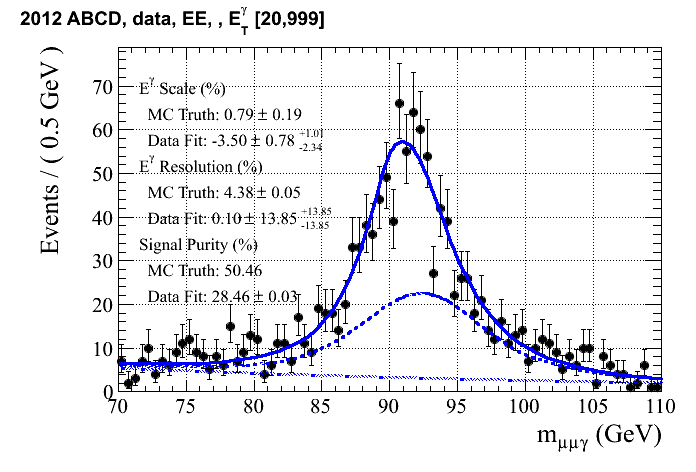 2012 ABCD, data, EE, , E_T^γ [20,999]
Events / ( 0.5 GeV )
70
60
50
40
30
20
10
0
E^γ Scale (%)
MC Truth: 0.79 ± 0.19
Data Fit: -3.50 ± 0.78 +1.01 -2.34
E^γ Resolution (%)
MC Truth: 4.38 ± 0.05
Data Fit: 0.10 ± 13.85 +13.85 -13.85
Signal Purity (%)
MC Truth: 50.46
Data Fit: 28.46 ± 0.03
70 75 80 85 90 95 100 105 110
m_μμγ (GeV)